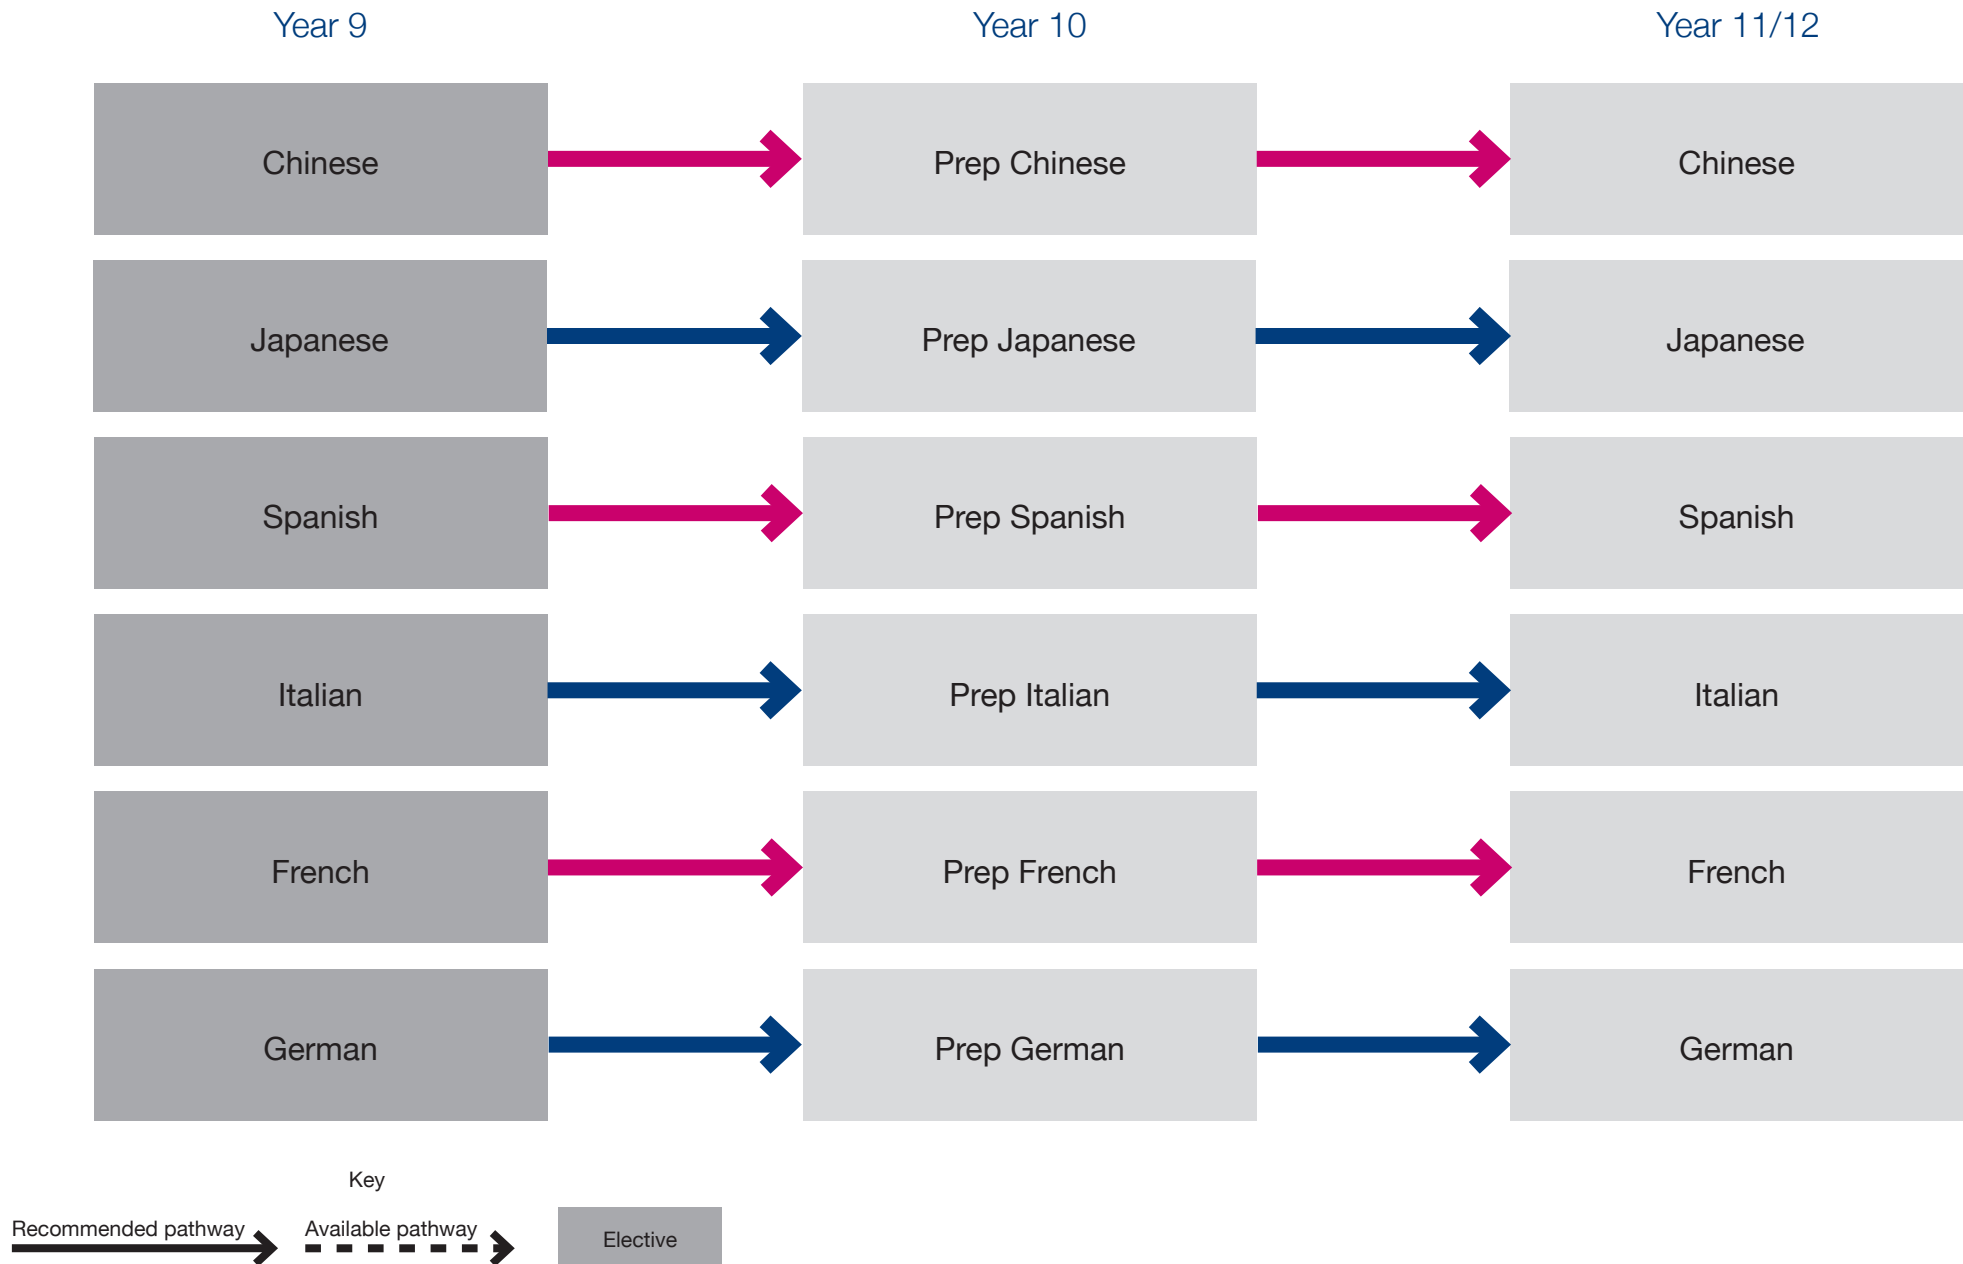 Year 9
Year 10
Year 11/12
Chinese
Prep Chinese
Chinese
Japanese
Prep Japanese
Japanese
Spanish
Prep Spanish
Spanish
Italian
Prep Italian
Italian
French
Prep French
French
German
Prep German
German
Key
Recommended pathway
Available pathway
Elective